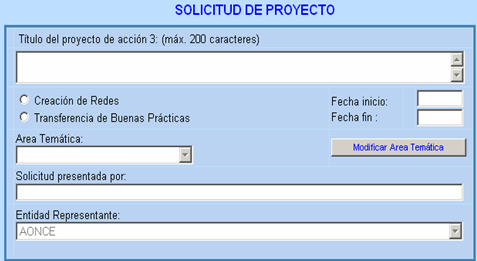 SOLICITUD DE PROYECTO
Título del proyecto de acción 3: (máx. 200 caracteres)
Creación de Redes
Transferencia de Buenas Prácticas
Fecha inicio:
Fecha fin :
Area Temática:
Modificar Area Temática
Solicitud presentada por:
Entidad Representante:
AONCE